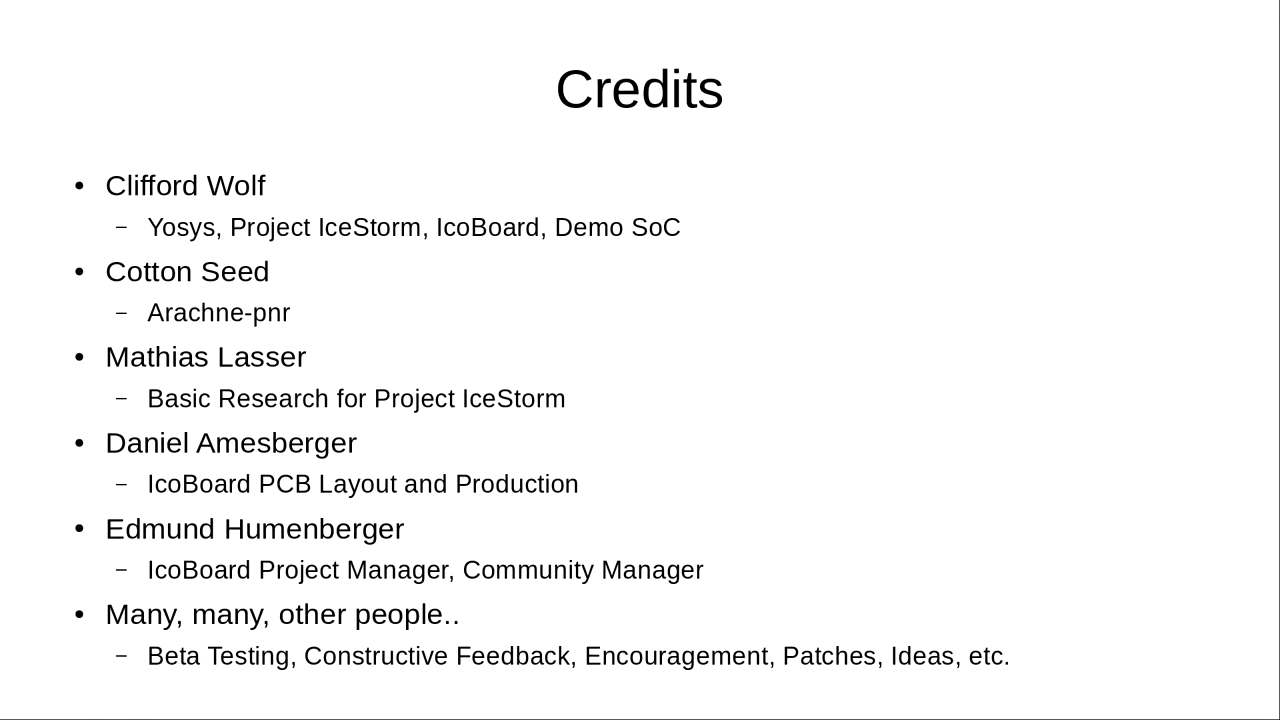 Credits
• Clifford Wolf
– Yosys, Project IceStorm, IcoBoard, Demo SoC
• Cotton Seed
– Arachne-pnr
• Mathias Lasser
– Basic Research for Project IceStorm
• Daniel Amesberger
– IcoBoard PCB Layout and Production
• Edmund Humenberger
– IcoBoard Project Manager, Community Manager
• Many, many, other people..
– Beta Testing, Constructive Feedback, Encouragement, Patches, Ideas, etc.